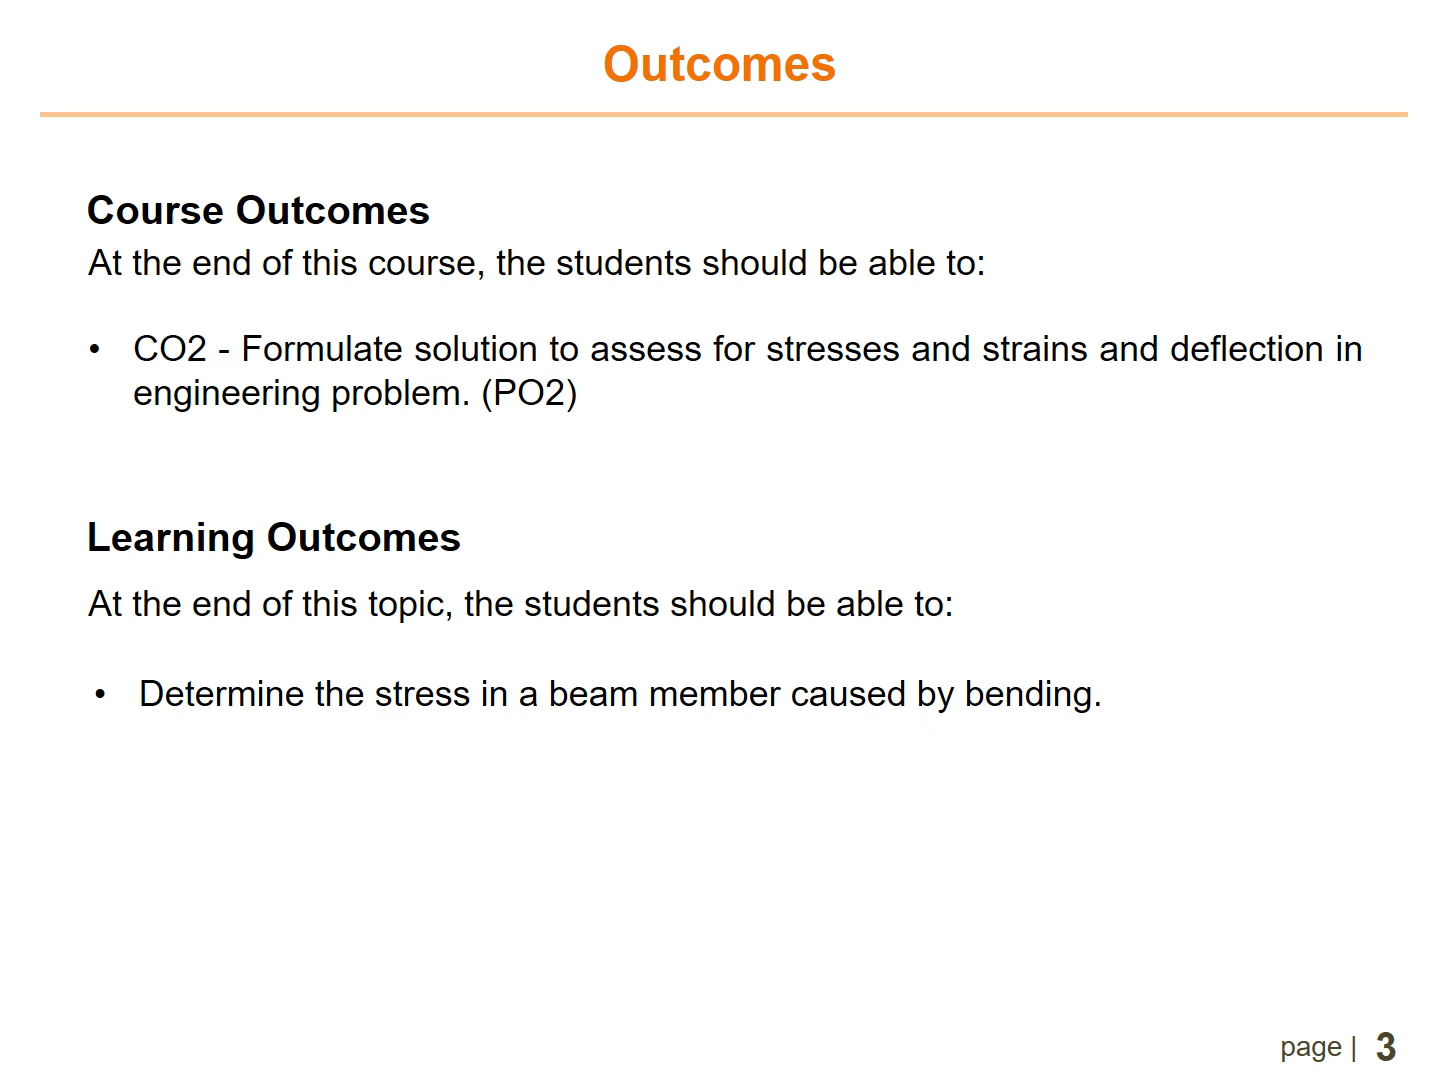 Outcomes
Course Outcomes
At the end of this course, the students should be able to:
• CO2 - Formulate solution to assess for stresses and strains and deflection in
engineering problem. (PO2)
Learning Outcomes
At the end of this topic, the students should be able to:
• Determine the stress in a beam member caused by bending.
page | 3